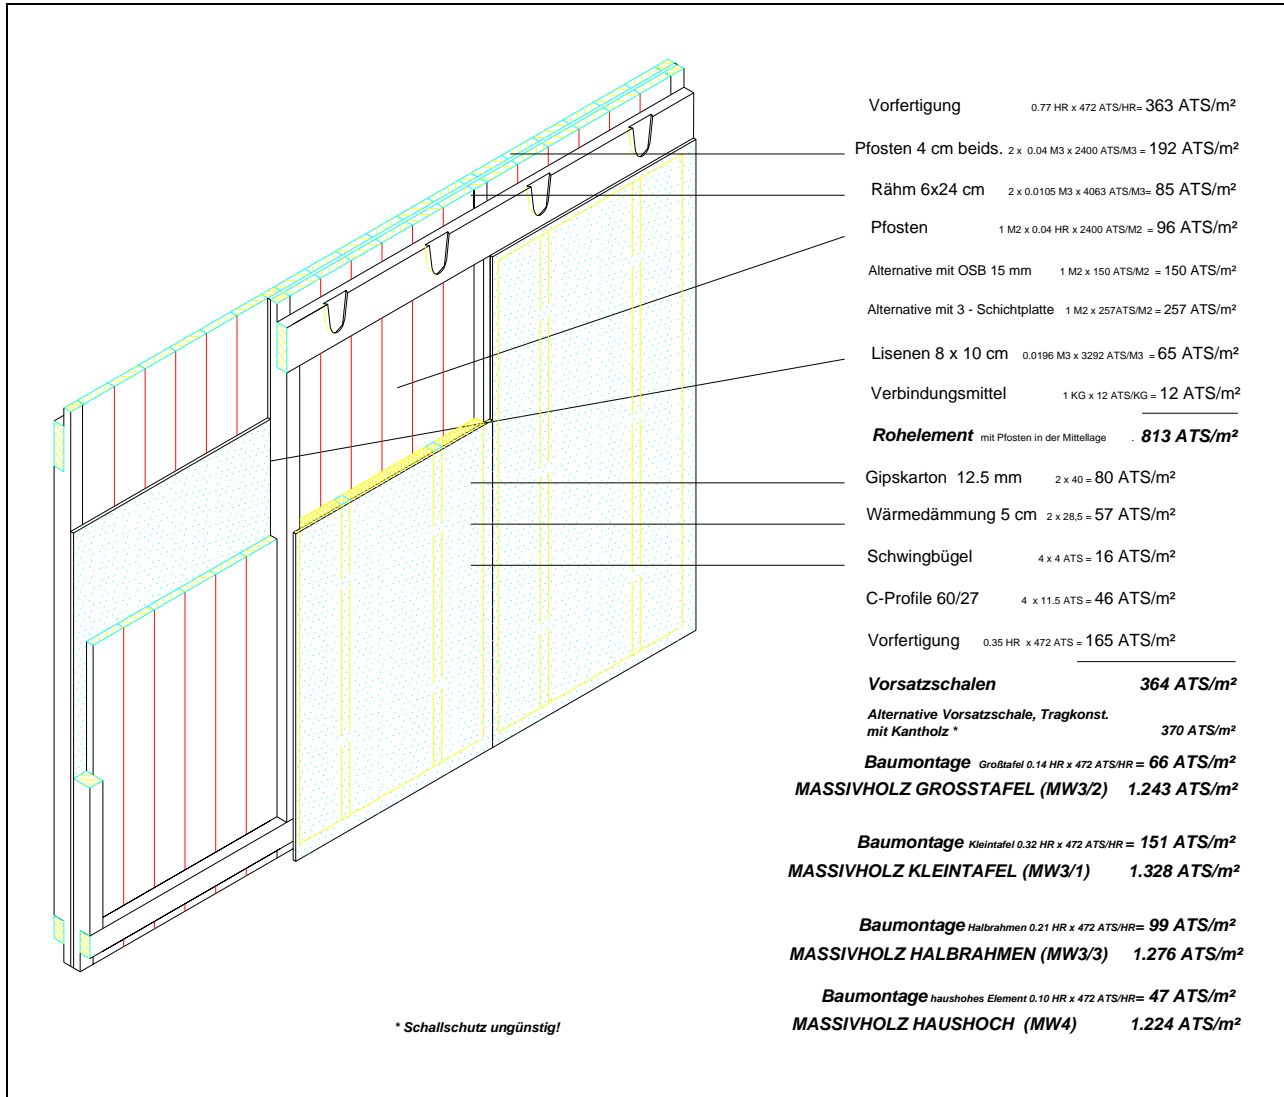 Vorfertigung 0.77 HR x 472 ATS/HR= 363 ATS/m²
Pfosten 4 cm beids. 2 x 0.04 M3 x 2400 ATS/M3 = 192 ATS/m²
Rähm 6x24 cm 2 x 0.0105 M3 x 4063 ATS/M3= 85 ATS/m²
Pfosten 1 M2 x 0.04 HR x 2400 ATS/M2 = 96 ATS/m²
Alternative mit OSB 15 mm 1 M2 x 150 ATS/M2 = 150 ATS/m²
Alternative mit 3 - Schichtplatte 1 M2 x 257ATS/M2 = 257 ATS/m²
Lisenen 8 x 10 cm 0.0196 M3 x 3292 ATS/M3 = 65 ATS/m²
Verbindungsmittel 1 KG x 12 ATS/KG = 12 ATS/m²
Rohelement mit Pfosten in der Mittellage . 813 ATS/m²
Gipskarton 12.5 mm 2 x 40 = 80 ATS/m²
Wärmedämmung 5 cm 2 x 28,5 = 57 ATS/m²
Schwingbügel 4 x 4 ATS = 16 ATS/m²
C-Profile 60/27 4 x 11.5 ATS = 46 ATS/m²
Vorfertigung 0.35 HR x 472 ATS = 165 ATS/m²
Vorsatzschalen 364 ATS/m²
Alternative Vorsatzschale, Tragkonst.
mit Kantholz * 370 ATS/m²
Baumontage Großtafel 0.14 HR x 472 ATS/HR = 66 ATS/m²
MASSIVHOLZ GROSSTAFEL (MW3/2) 1.243 ATS/m²
Baumontage Kleintafel 0.32 HR x 472 ATS/HR = 151 ATS/m²
MASSIVHOLZ KLEINTAFEL (MW3/1) 1.328 ATS/m²
Baumontage Halbrahmen 0.21 HR x 472 ATS/HR= 99 ATS/m²
MASSIVHOLZ HALBRAHMEN (MW3/3) 1.276 ATS/m²
Baumontage haushohes Element 0.10 HR x 472 ATS/HR= 47 ATS/m²
MASSIVHOLZ HAUSHOCH (MW4) 1.224 ATS/m²
* Schallschutz ungünstig!